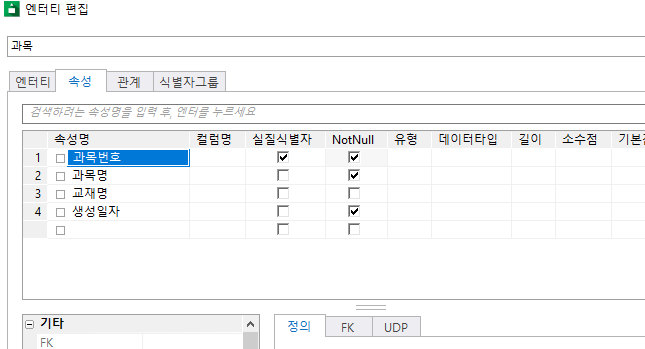 엔터티 편집
과목
엔터티 속성 관계 식별자그룹
검색하려는 속성명을 입력 후, 엔터를 누르세요
속성명 컬럼명 실질식별자 NotNull 유형 데이터타입 길이 소수점
1 과목번호
2 과목명
3 교재명
4 생성일자
기타
FK
정의 FK UDP